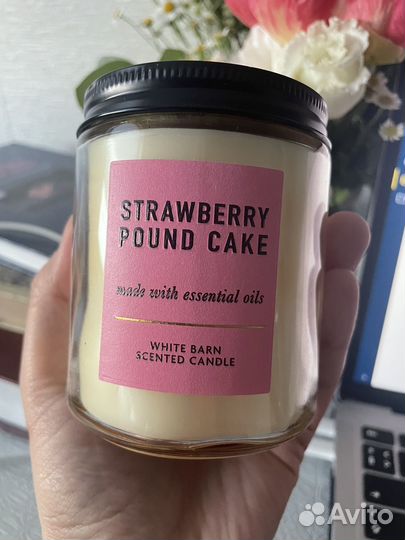 STRAWBERRY
POUND CAKE
made with essential oils
WHITE BARN
SCENTED CANDLE
Avito